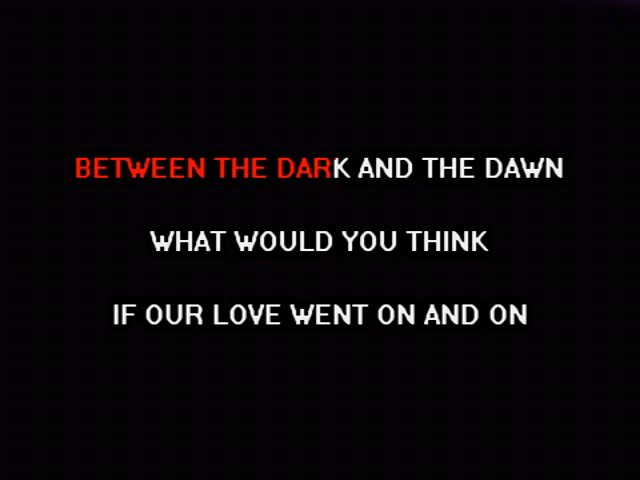 BETWEEN THE DARK AND THE DAWN
WHAT WOULD YOU THINK
IF OUR LOVE WENT ON AND ON